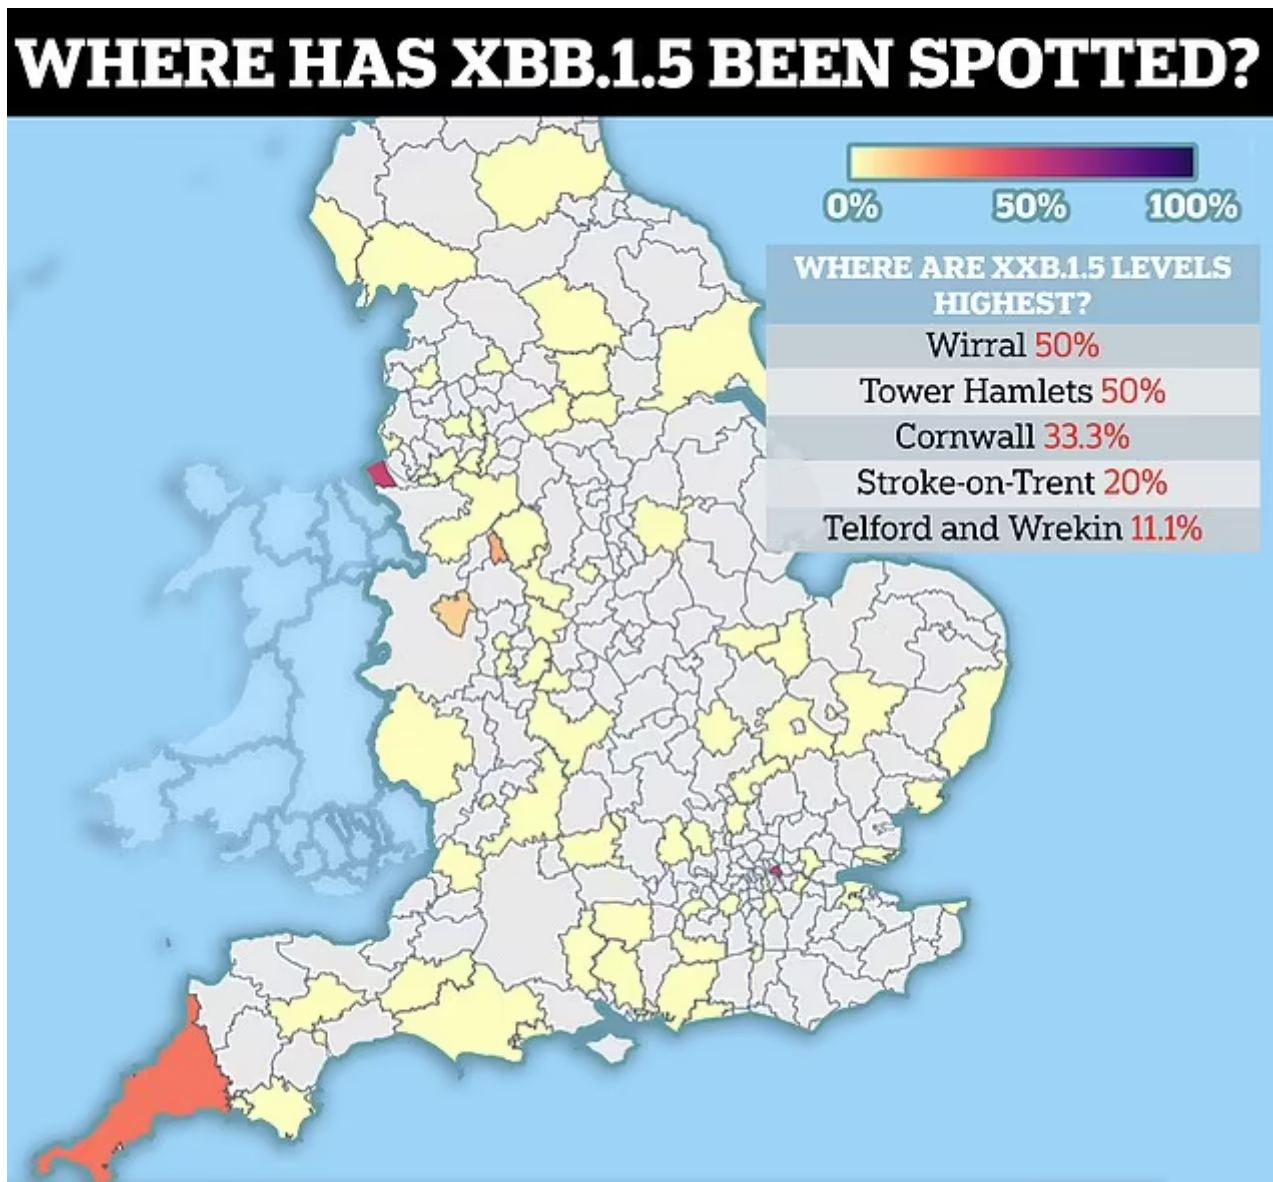 WHERE HAS XBB.1.5 BEEN SPOTTED?
0% 50% 100%
WHERE ARE XXB.1.5 LEVELS
HIGHEST?
Wirral 50%
Tower Hamlets 50%
Cornwall 33.3%
Stroke-on-Trent 20%
Telford and Wrekin 11.1%